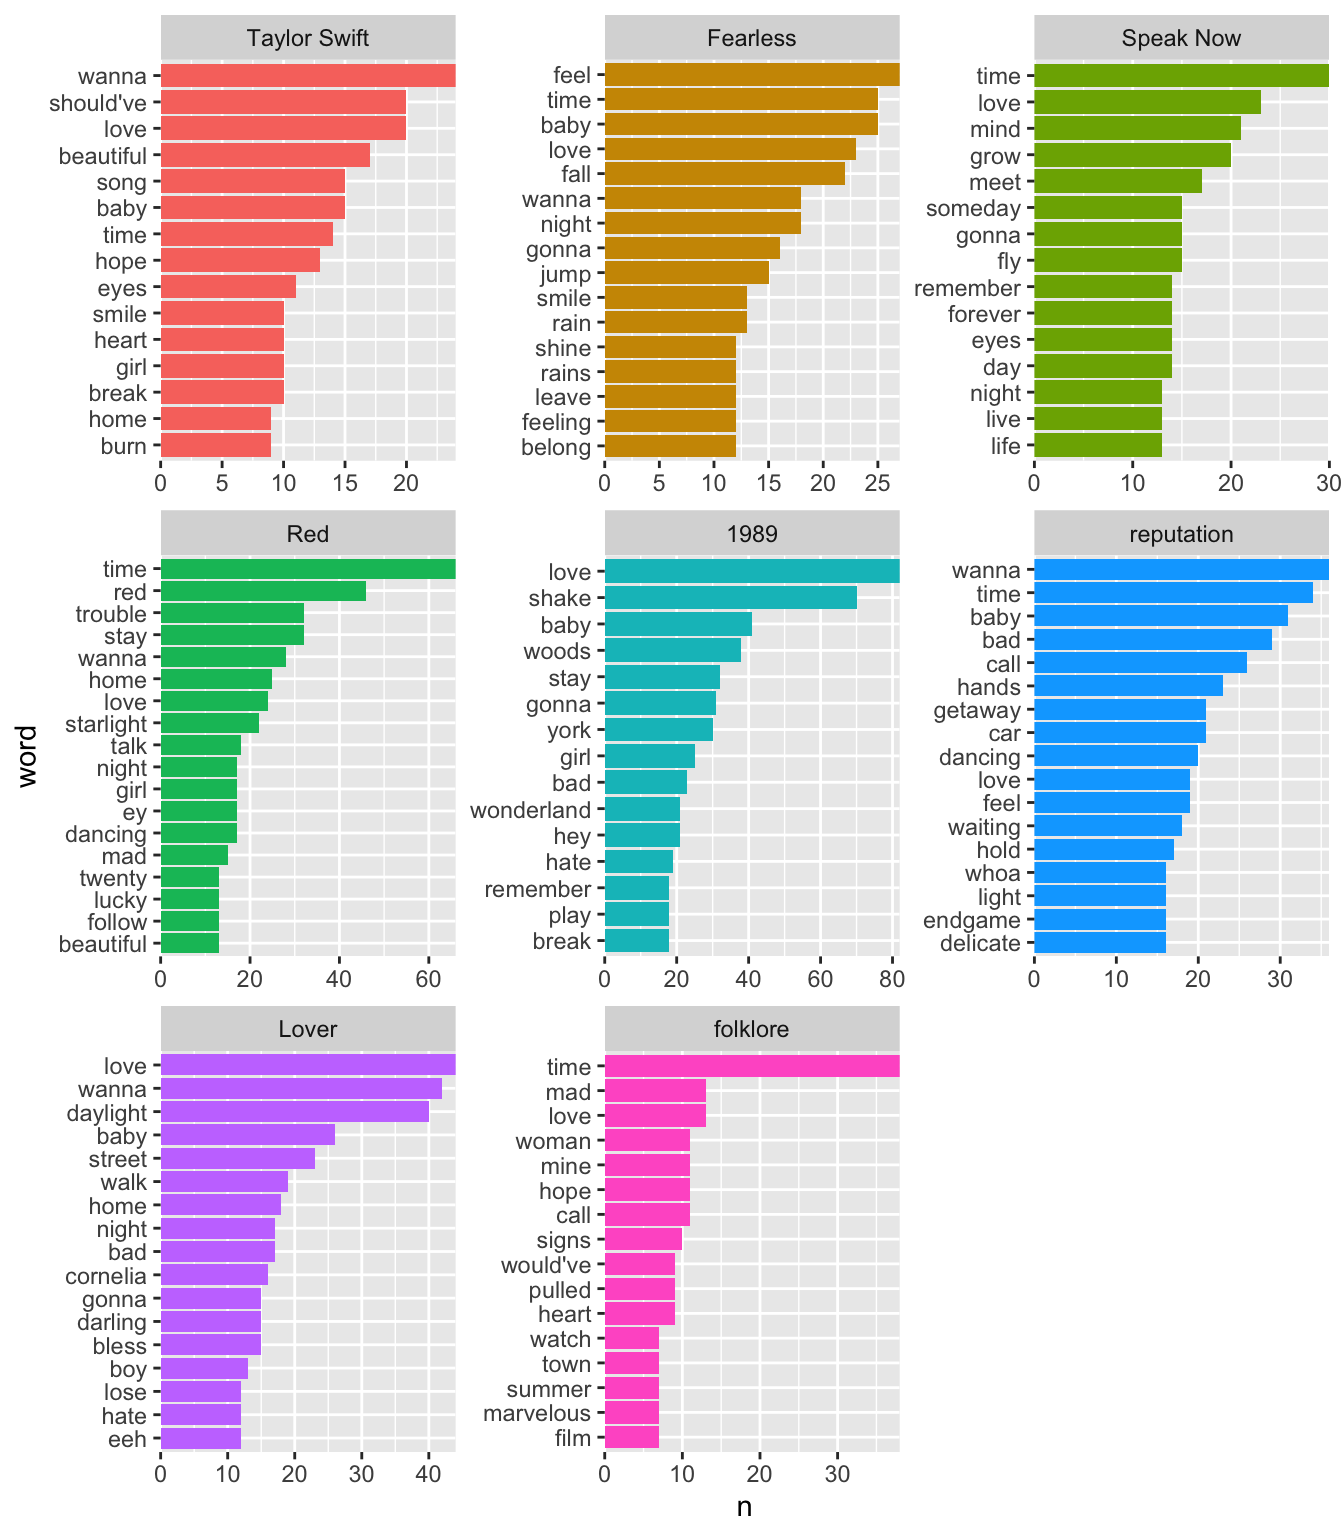 Taylor Swift
wanna
should've
love
beautiful
song
baby
time
hope
eyes
smile
heart
girl
break
home
burn
0 5 10 15 20
Fearless
feel
time
baby
love
fall
wanna
night
gonna
jump
smile
rain
shine
rains
leave
feeling
belong
0 5 10 15 20 25
Speak Now
time
love
mind
grow
meet
someday
gonna
fly
remember
forever
eyes
day
night
live
life
0 10 20 30
word
Red
time
red
trouble
stay
wanna
home
love
starlight
talk
night
girl
ey
dancing
mad
twenty
lucky
follow
beautiful
0 20 40 60
1989
love
shake
baby
woods
stay
gonna
york
girl
bad
wonderland
hey
hate
remember
play
break
0 20 40 60 80
reputation
wanna
time
baby
bad
call
hands
getaway
car
dancing
love
feel
waiting
hold
whoa
light
endgame
delicate
0 10 20 30
Lover
love
wanna
daylight
baby
street
walk
home
night
bad
cornelia
gonna
darling
bless
boy
lose
hate
eeh
0 10 20 30 40
folklore
time
mad
love
woman
mine
hope
call
signs
would've
pulled
heart
watch
town
summer
marvelous
film
0 10 20 30
n